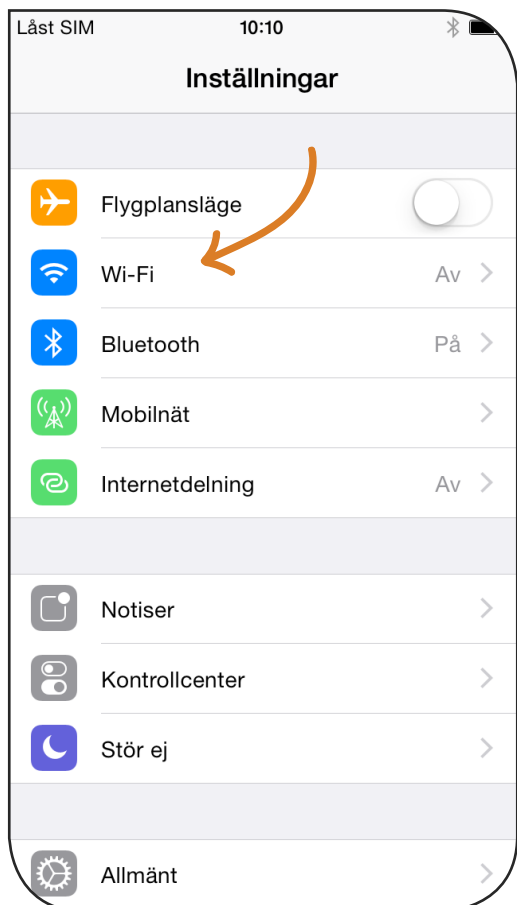 Låst SIM 10:10
Inställningar
Flygplansläge
Wi-Fi Av
Bluetooth På
Mobilnät
Internetdelning Av
Notiser
Kontrollcenter
Stör ej
Allmänt